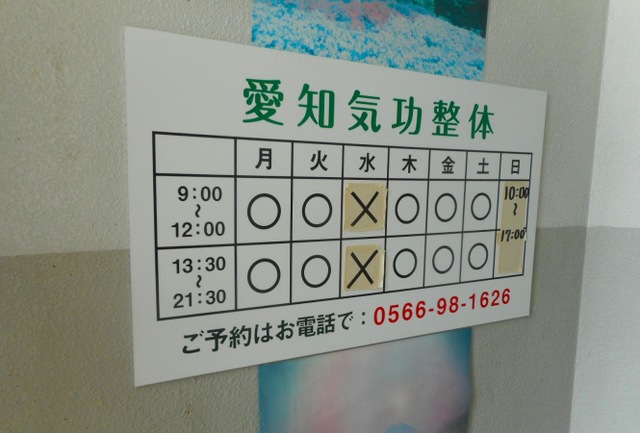 愛知気功整体
月 火 水 木 金 土 日
9:00 〜 12:00 ○ ○ × ○ ○ ○ 10:00 〜 17:00
13:30 〜 21:30 ○ ○ × ○ ○ ○
ご予約はお電話で：0566-98-1626